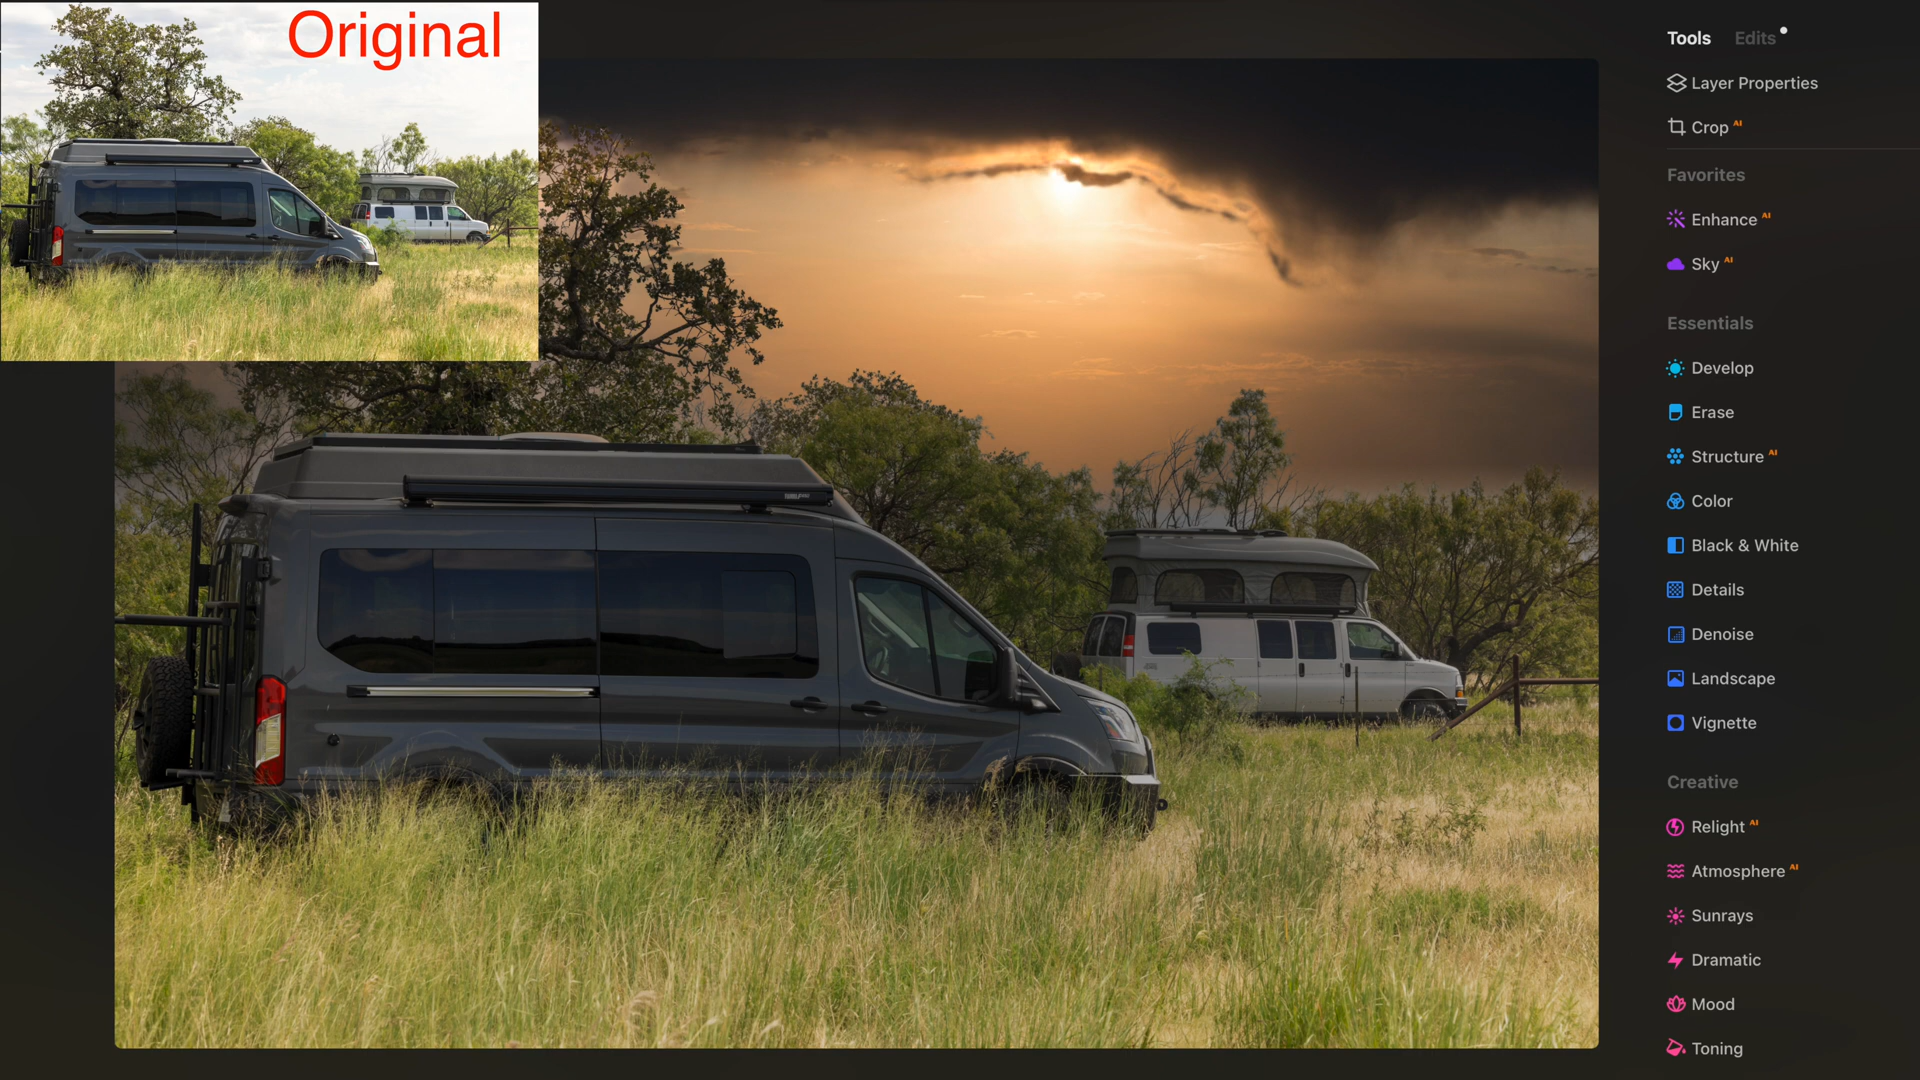 Original
Tools Edits
Layer Properties
Crop AI
Favorites
Enhance AI
Sky AI
Essentials
Develop
Erase
Structure AI
Color
Black & White
Details
Denoise
Landscape
Vignette
Creative
Relight AI
Atmosphere AI
Sunrays
Dramatic
Mood
Toning